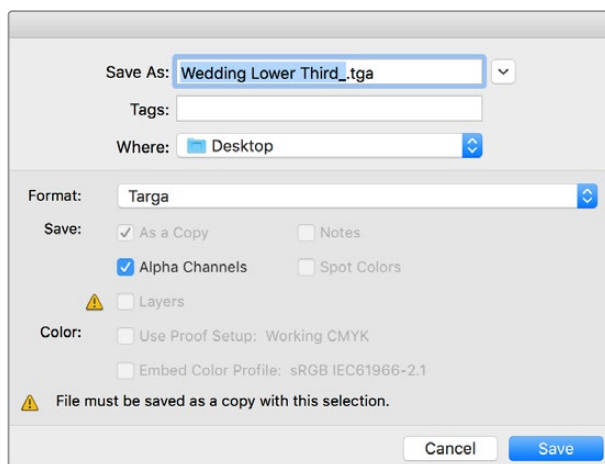 Save As: Wedding Lower Third_.tga
Tags:
Where: Desktop
Format: Targa
Save: As a Copy Notes
Alpha Channels Spot Colors
Layers
Color: Use Proof Setup: Working CMYK
Embed Color Profile: sRGB IEC61966-2.1
File must be saved as a copy with this selection.
Cancel Save